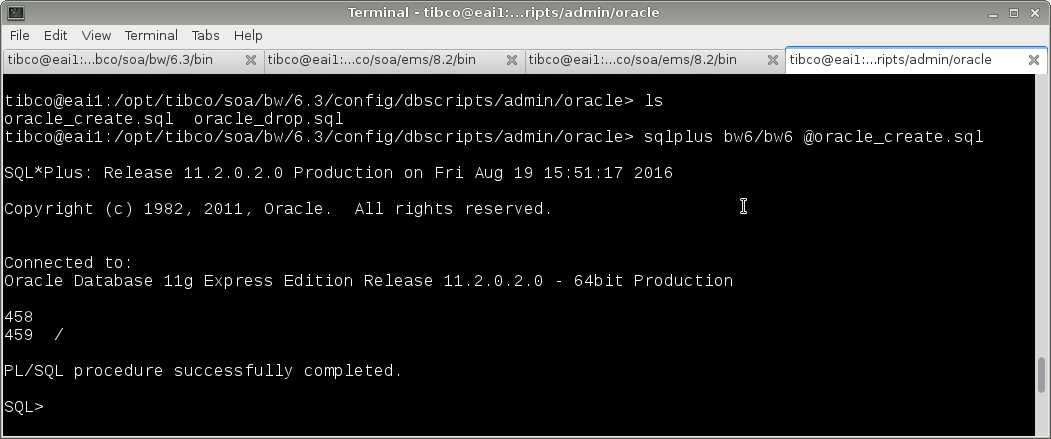 Terminal - tibco@eai1:...ripts/admin/oracle
File Edit View Terminal Tabs Help
tibco@eai1:...bco/soa/bw/6.3/bin tibco@eai1:...co/soa/ems/8.2/bin tibco@eai1:...co/soa/ems/8.2/bin tibco@eai1:...ripts/admin/oracle
tibco@eai1:/opt/tibco/soa/bw/6.3/config/dbscripts/admin/oracle> ls
oracle_create.sql  oracle_drop.sql
tibco@eai1:/opt/tibco/soa/bw/6.3/config/dbscripts/admin/oracle> sqlplus bw6/bw6 @oracle_create.sql
SQL*Plus: Release 11.2.0.2.0 Production on Fri Aug 19 15:51:17 2016
Copyright (c) 1982, 2011, Oracle.  All rights reserved.
Connected to:
Oracle Database 11g Express Edition Release 11.2.0.2.0 - 64bit Production
458
459  /
PL/SQL procedure successfully completed.
SQL>